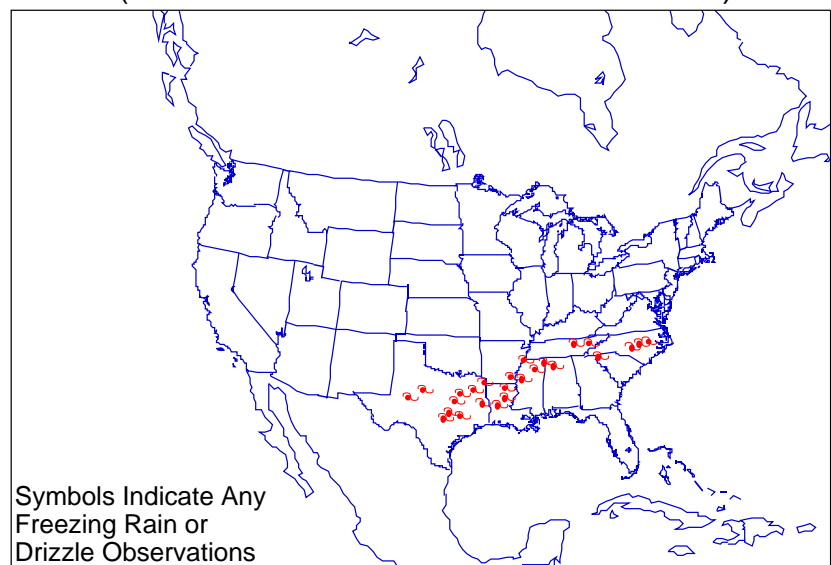 Symbols Indicate Any
Freezing Rain or
Drizzle Observations